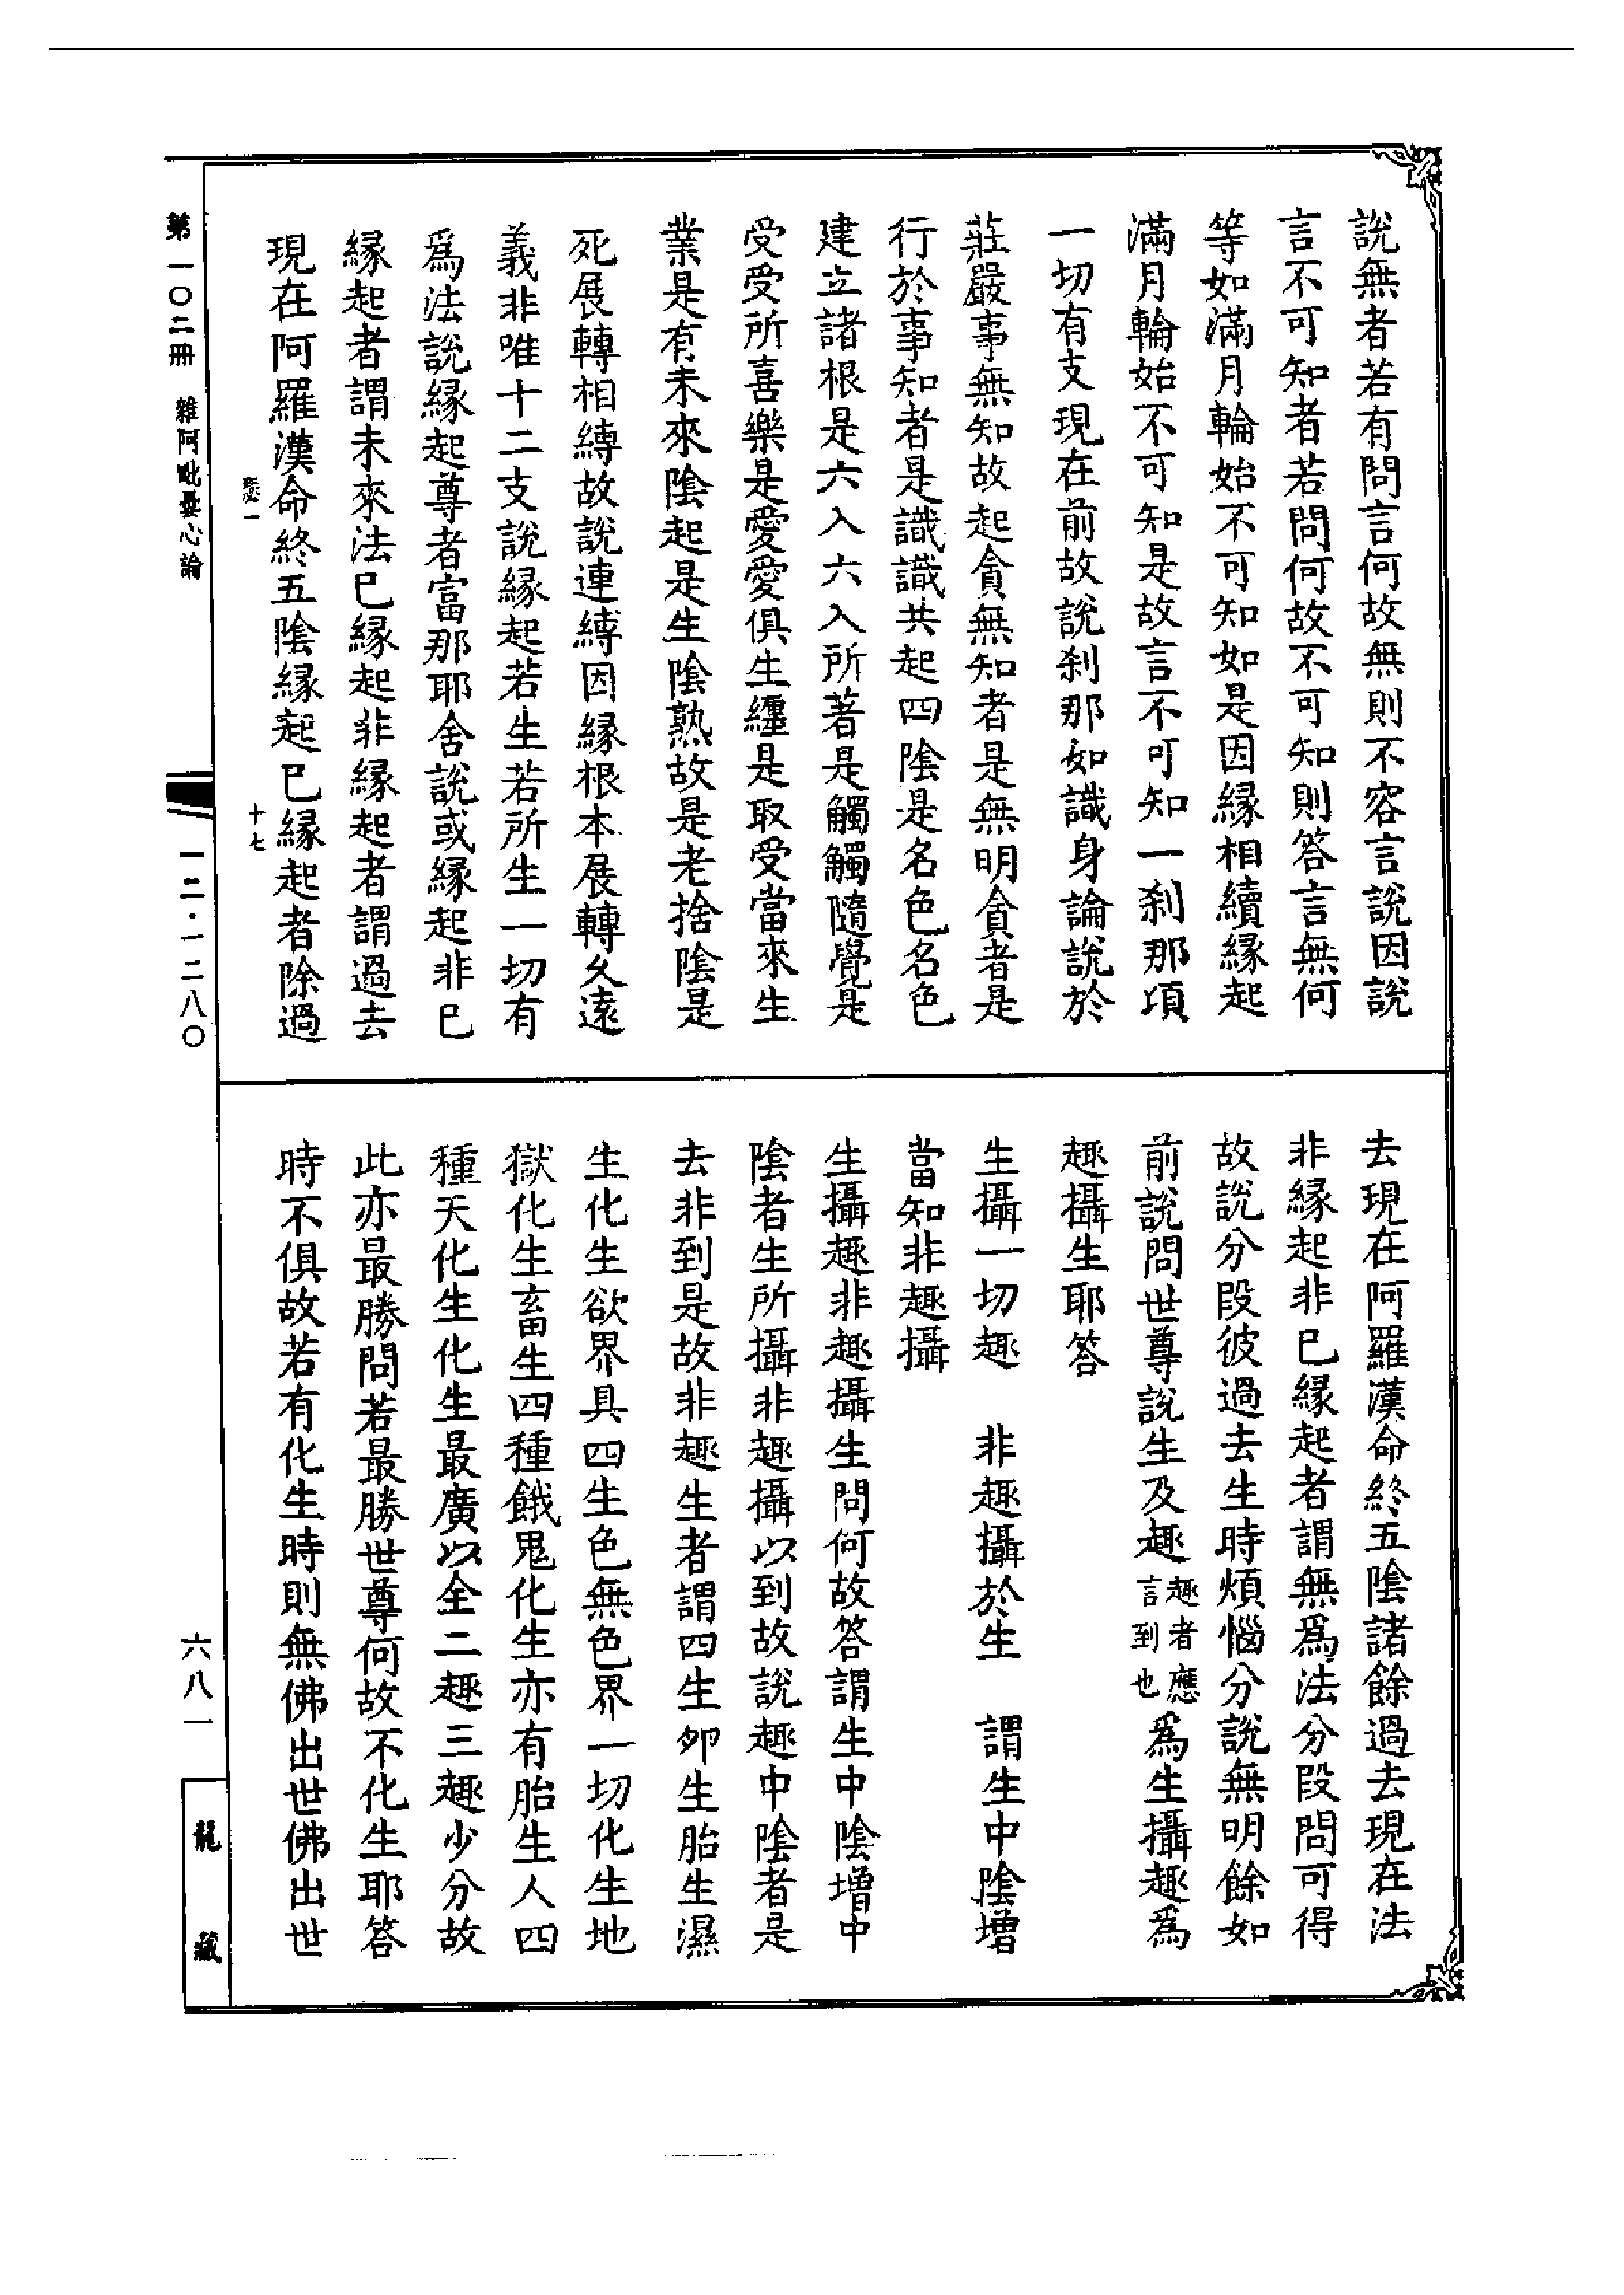 說無者若有問言何故無則不容言說因說
言不可知者若問何故不可知則答言無何
等如滿月輪始不可知如是因緣相續緣起
滿月輪始不可知是故言不可知一剎那頃
一切有支現在前故說剎那如識身論說於
莊嚴事無知故起貪無知者是無明貪者是
行於事知者是識識共起四陰是名色名色
建立諸根是六入六入所著是觸觸隨覺是
受受所喜樂是愛愛俱生纏是取受當來生
業是有未來陰起是生陰熟故是老捨陰是
死展轉相縛故說連縛因緣根本展轉久遠
義非唯十二支說緣起若生若所生一切有
為法說緣起尊者富那耶舍說或緣起非已
緣起者謂未來法已緣起非緣起者謂過去
現在阿羅漢命終五陰緣起已緣起者除過
十七
去現在阿羅漢命終五陰諸餘過去現在法
非緣起非已緣起者謂無為法分段問可得
故說分段彼過去生時煩惱分說無明餘如
前說問世尊說生及趣趣者應言到也為生攝趣為
趣攝生耶答
生攝一切趣　非趣攝於生　謂生中陰增
當知非趣攝
生攝趣非趣攝生問何故答謂生中陰增中
陰者生所攝非趣攝以到故說趣中陰者是
去非到是故非趣生者謂四生卵生胎生濕
生化生欲界具四生色無色界一切化生地
獄化生畜生四種餓鬼化生亦有胎生人四
種天化生化生最廣以全二趣三趣少分故
此亦最勝問若最勝世尊何故不化生耶答
時不俱故若有化生時則無佛出世佛出世
第一〇二冊　雜阿毗曇心論
一二·一二八〇
六八一
龍藏